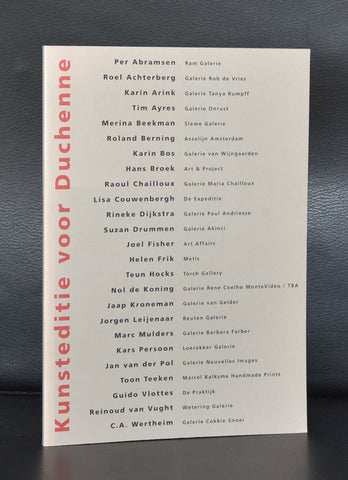 Kunsteditie voor Duchenne
Per Abramsen Ram Galerie
Roel Achterberg Galerie Rob de Vries
Karin Arink Galerie Tanya Rumpff
Tim Ayres Galerie Onrust
Merina Beekman Slewe Galerie
Roland Berning Asselijn Amsterdam
Karin Bos Galerie van Wijngaarden
Hans Broek Art & Project
Raoul Chailloux Galerie Maria Chailloux
Lisa Couwenbergh De Expeditie
Rineke Dijkstra Galerie Paul Andriesse
Suzan Drummen Galerie Akinci
Joel Fisher Art Affairs
Helen Frik Metis
Teun Hocks Torch Gallery
Nol de Koning Galerie René Coelho MonteVideo / TBA
Jaap Kroneman Galerie van Gelder
Jorgen Leijenaar Reuten Galerie
Marc Mulders Galerie Barbara Farber
Kars Persoon Loerakker Galerie
Jan van der Pol Galerie Nouvelles Images
Toon Teeken Marcel Kalksma Handmade Prints
Guido Vlottes De Praktijk
Reinoud van Vught Wetering Galerie
C.A. Wertheim Galerie Cokkie Snoei